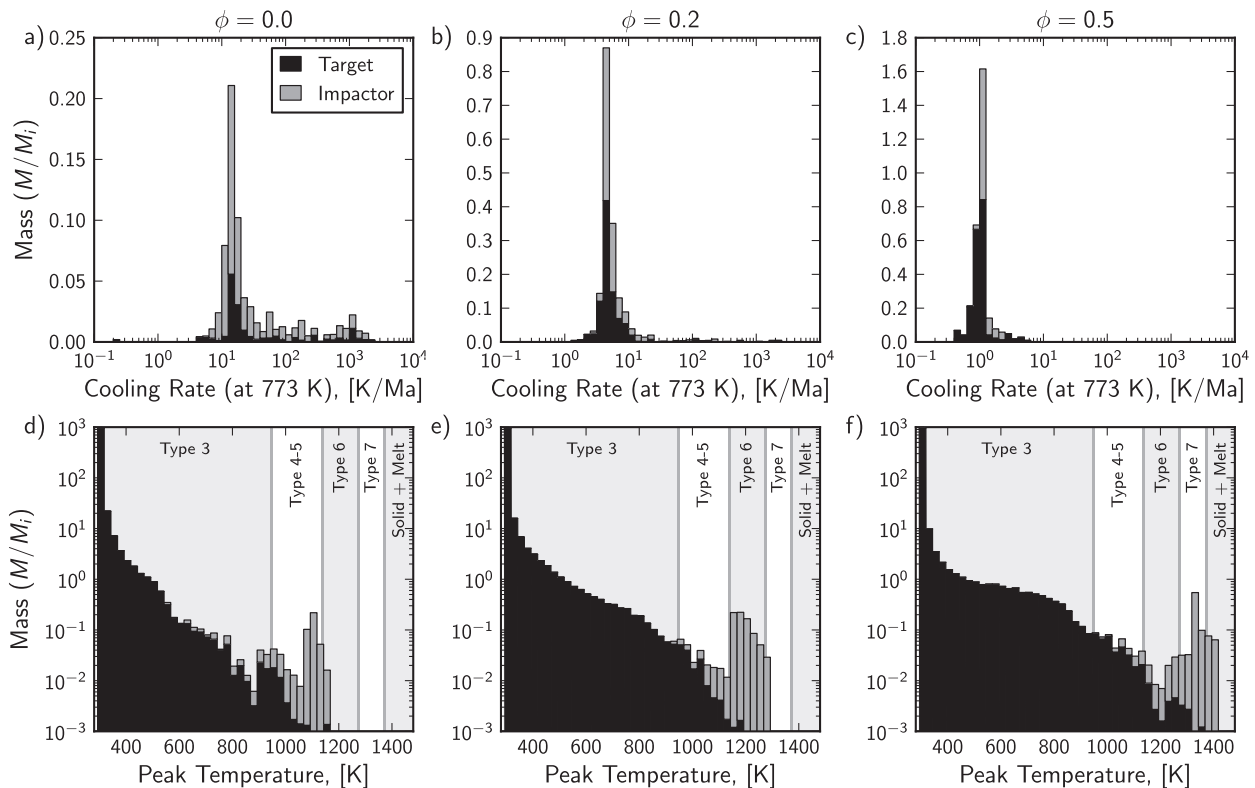 ϕ = 0.0
ϕ = 0.2
ϕ = 0.5
a)
b)
c)
Target
Impactor
0.25
0.20
0.15
0.10
0.05
0.00
0.9
0.8
0.7
0.6
0.5
0.4
0.3
0.2
0.1
0.0
1.8
1.6
1.4
1.2
1.0
0.8
0.6
0.4
0.2
0.0
Mass (M/Mᵢ)
10⁻¹ 10⁰ 10¹ 10² 10³ 10⁴
10⁻¹ 10⁰ 10¹ 10² 10³ 10⁴
10⁻¹ 10⁰ 10¹ 10² 10³ 10⁴
Cooling Rate (at 773 K), [K/Ma]
Cooling Rate (at 773 K), [K/Ma]
Cooling Rate (at 773 K), [K/Ma]
d)
e)
f)
Type 3
Type 4-5
Type 6
Type 7
Solid + Melt
Type 3
Type 4-5
Type 6
Type 7
Solid + Melt
Type 3
Type 4-5
Type 6
Type 7
Solid + Melt
10³
10²
10¹
10⁰
10⁻¹
10⁻²
10⁻³
10³
10²
10¹
10⁰
10⁻¹
10⁻²
10⁻³
10³
10²
10¹
10⁰
10⁻¹
10⁻²
10⁻³
Mass (M/Mᵢ)
400 600 800 1000 1200 1400
400 600 800 1000 1200 1400
400 600 800 1000 1200 1400
Peak Temperature, [K]
Peak Temperature, [K]
Peak Temperature, [K]